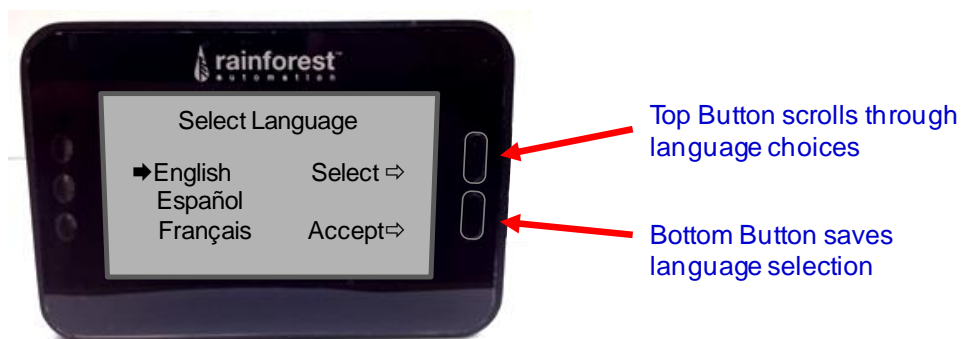 rainforest™
automation
Select Language
➡English Select ⇨
Español
Français Accept⇨
Top Button scrolls through
language choices
Bottom Button saves
language selection